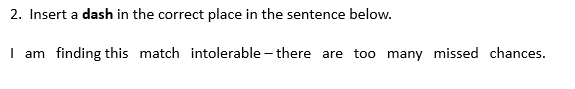 2. Insert a dash in the correct place in the sentence below.
I am finding this match intolerable – there are too many missed chances.